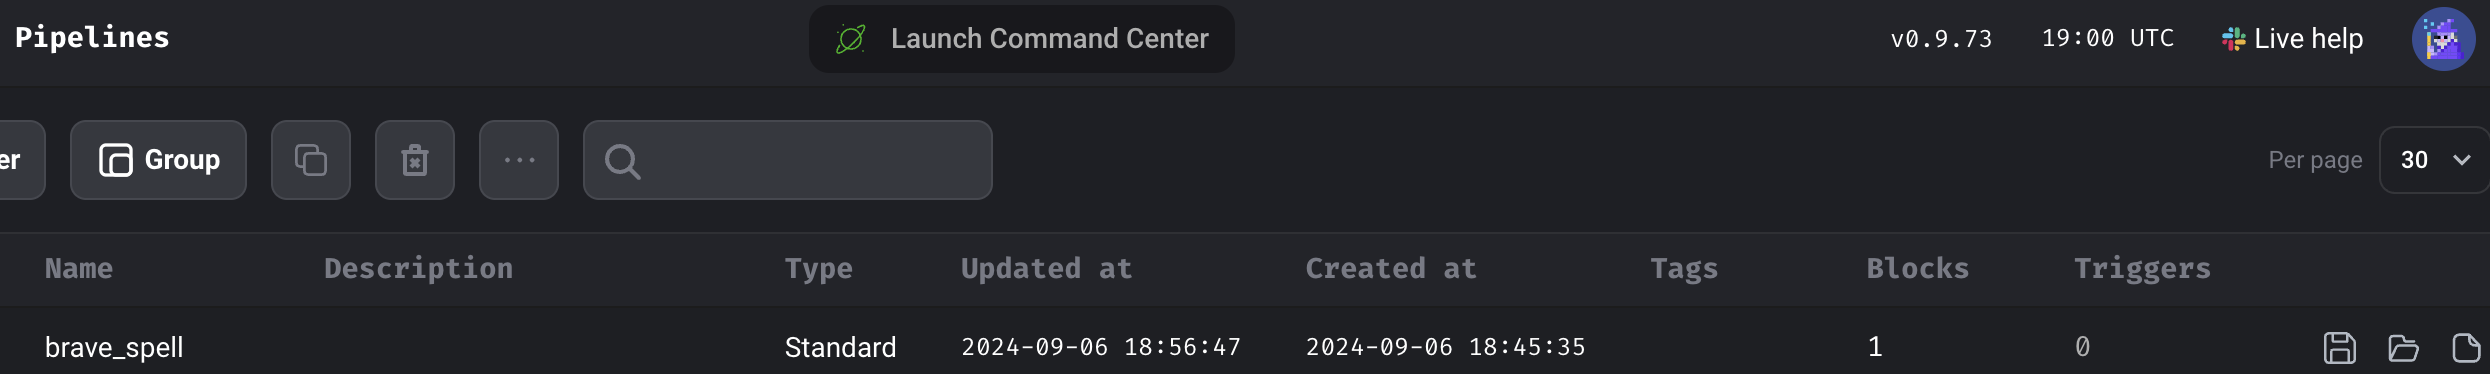 Pipelines
Launch Command Center
v0.9.73 19:00 UTC Live help
er Group ... Per page 30
Name Description Type Updated at Created at Tags Blocks Triggers
brave_spell Standard 2024-09-06 18:56:47 2024-09-06 18:45:35 1 0